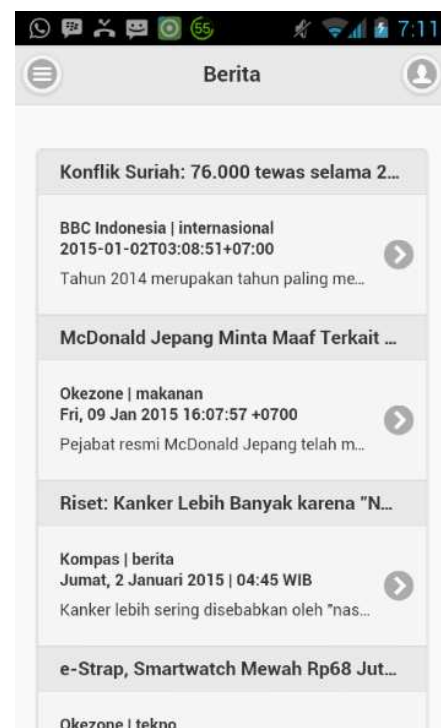 55
7:11
Berita
Konflik Suriah: 76.000 tewas selama 2...
BBC Indonesia | internasional
2015-01-02T03:08:51+07:00
Tahun 2014 merupakan tahun paling me...
McDonald Jepang Minta Maaf Terkait ...
Okezone | makanan
Fri, 09 Jan 2015 16:07:57 +0700
Pejabat resmi McDonald Jepang telah m...
Riset: Kanker Lebih Banyak karena "N...
Kompas | berita
Jumat, 2 Januari 2015 | 04:45 WIB
Kanker lebih sering disebabkan oleh "nas...
e-Strap, Smartwatch Mewah Rp68 Jut...
Okezone | tekno